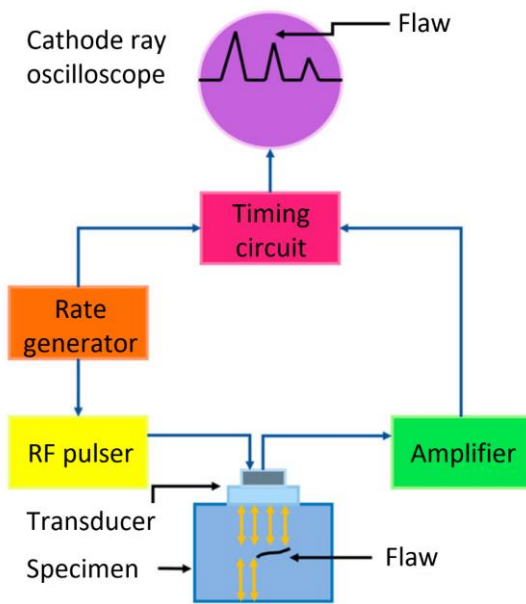 Cathode ray
oscilloscope
Flaw
Timing
circuit
Rate
generator
RF pulser
Amplifier
Transducer
Specimen
Flaw